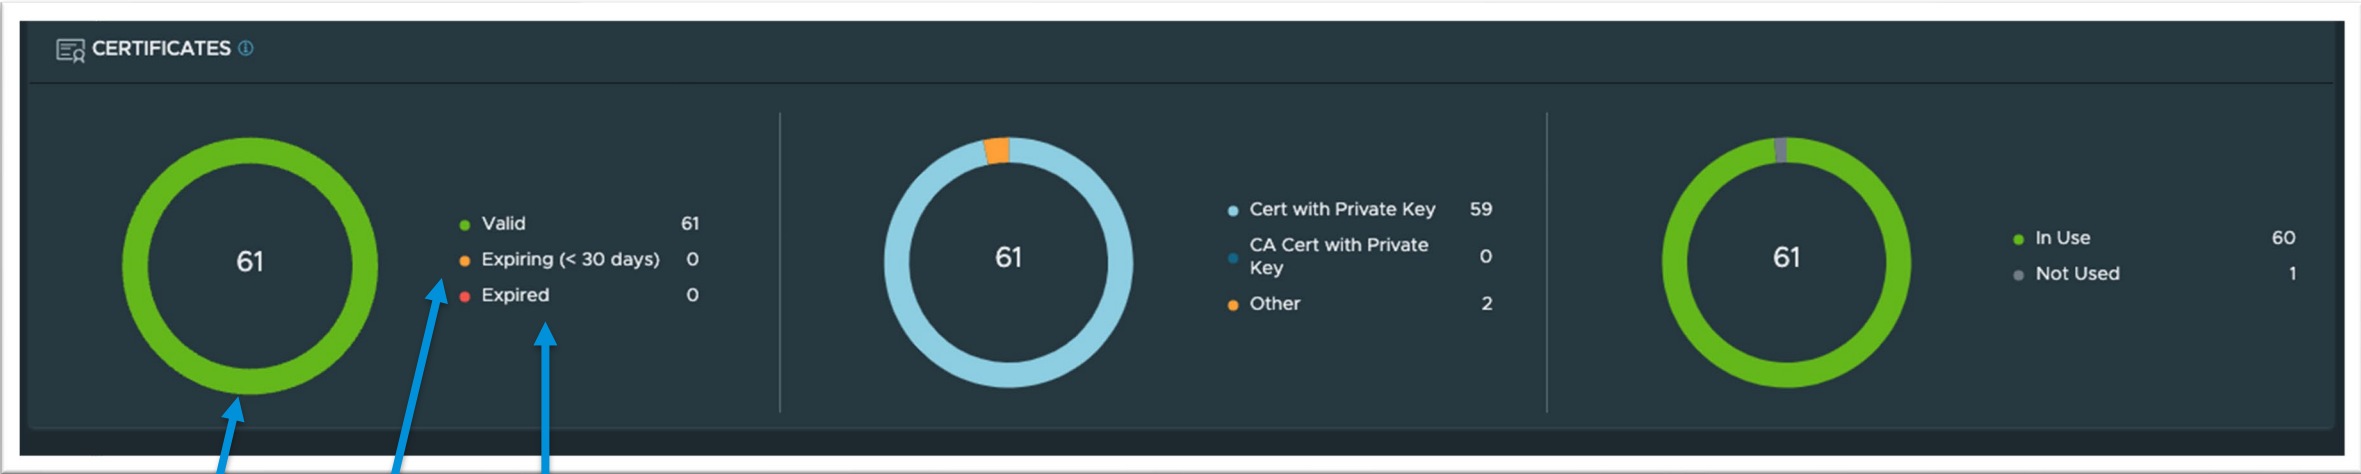 CERTIFICATES
61
Valid 61
Expiring (< 30 days) 0
Expired 0
61
Cert with Private Key 59
CA Cert with Private
Key 0
Other 2
61
In Use 60
Not Used 1